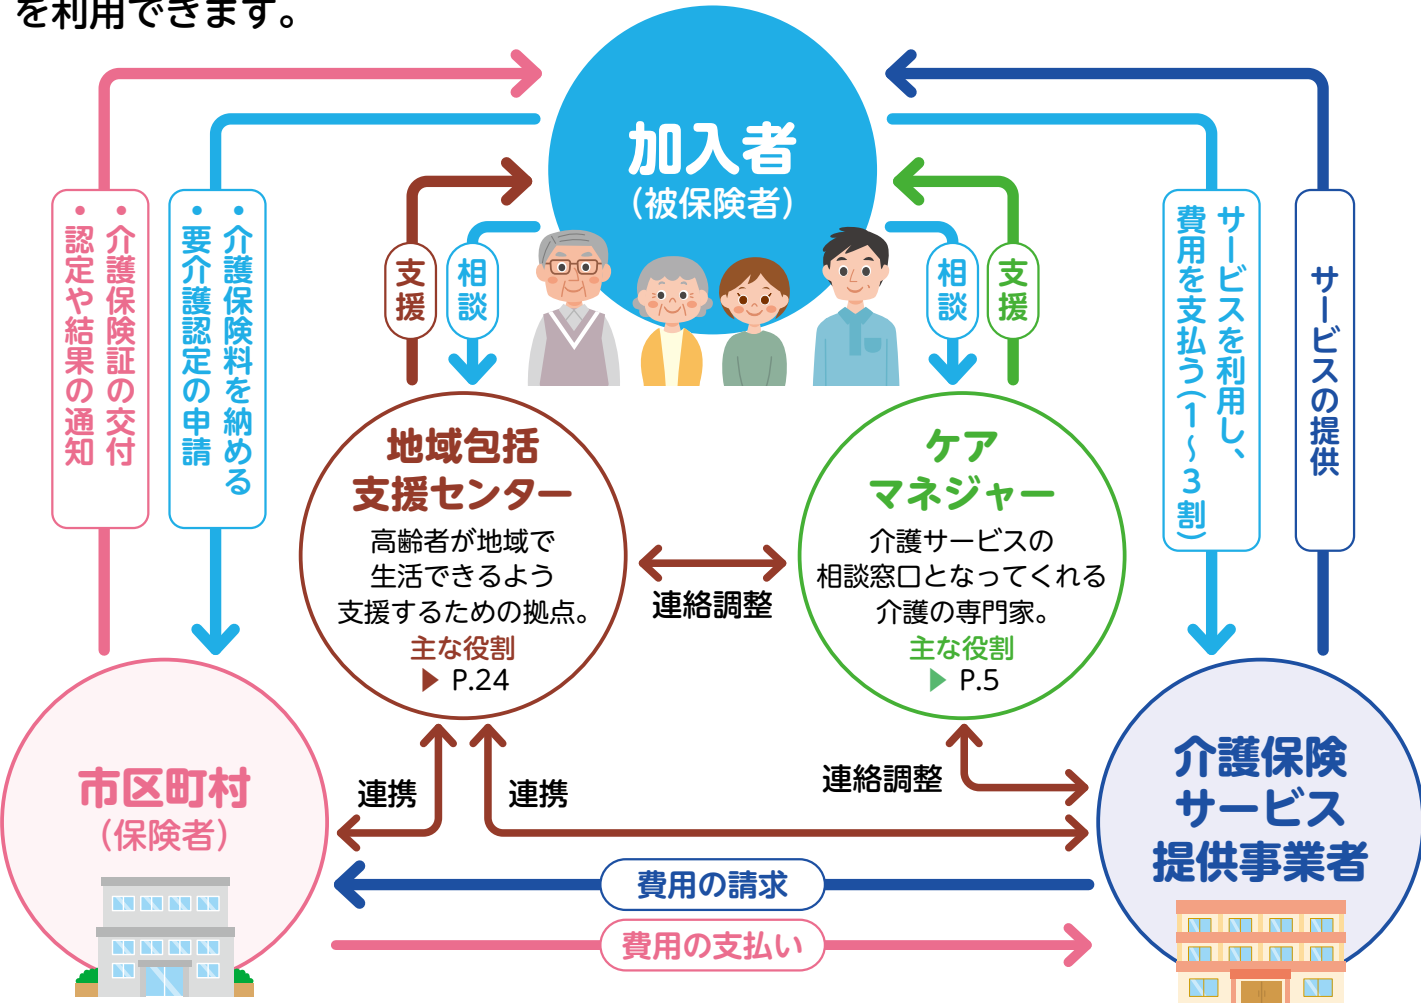 を利用できます。
加入者
（被保険者）
• 介護保険証の交付
• 認定や結果の通知
• 介護保険料を納める
• 要介護認定の申請
支援
相談
相談
支援
サービスを利用し、
費用を支払う（1～3割）
サービスの提供
地域包括
支援センター
高齢者が地域で
生活できるよう
支援するための拠点。
主な役割
▶ P.24
連絡調整
ケア
マネジャー
介護サービスの
相談窓口となってくれる
介護の専門家。
主な役割
▶ P.5
市区町村
（保険者）
連携
連携
連絡調整
介護保険
サービス
提供事業者
費用の請求
費用の支払い